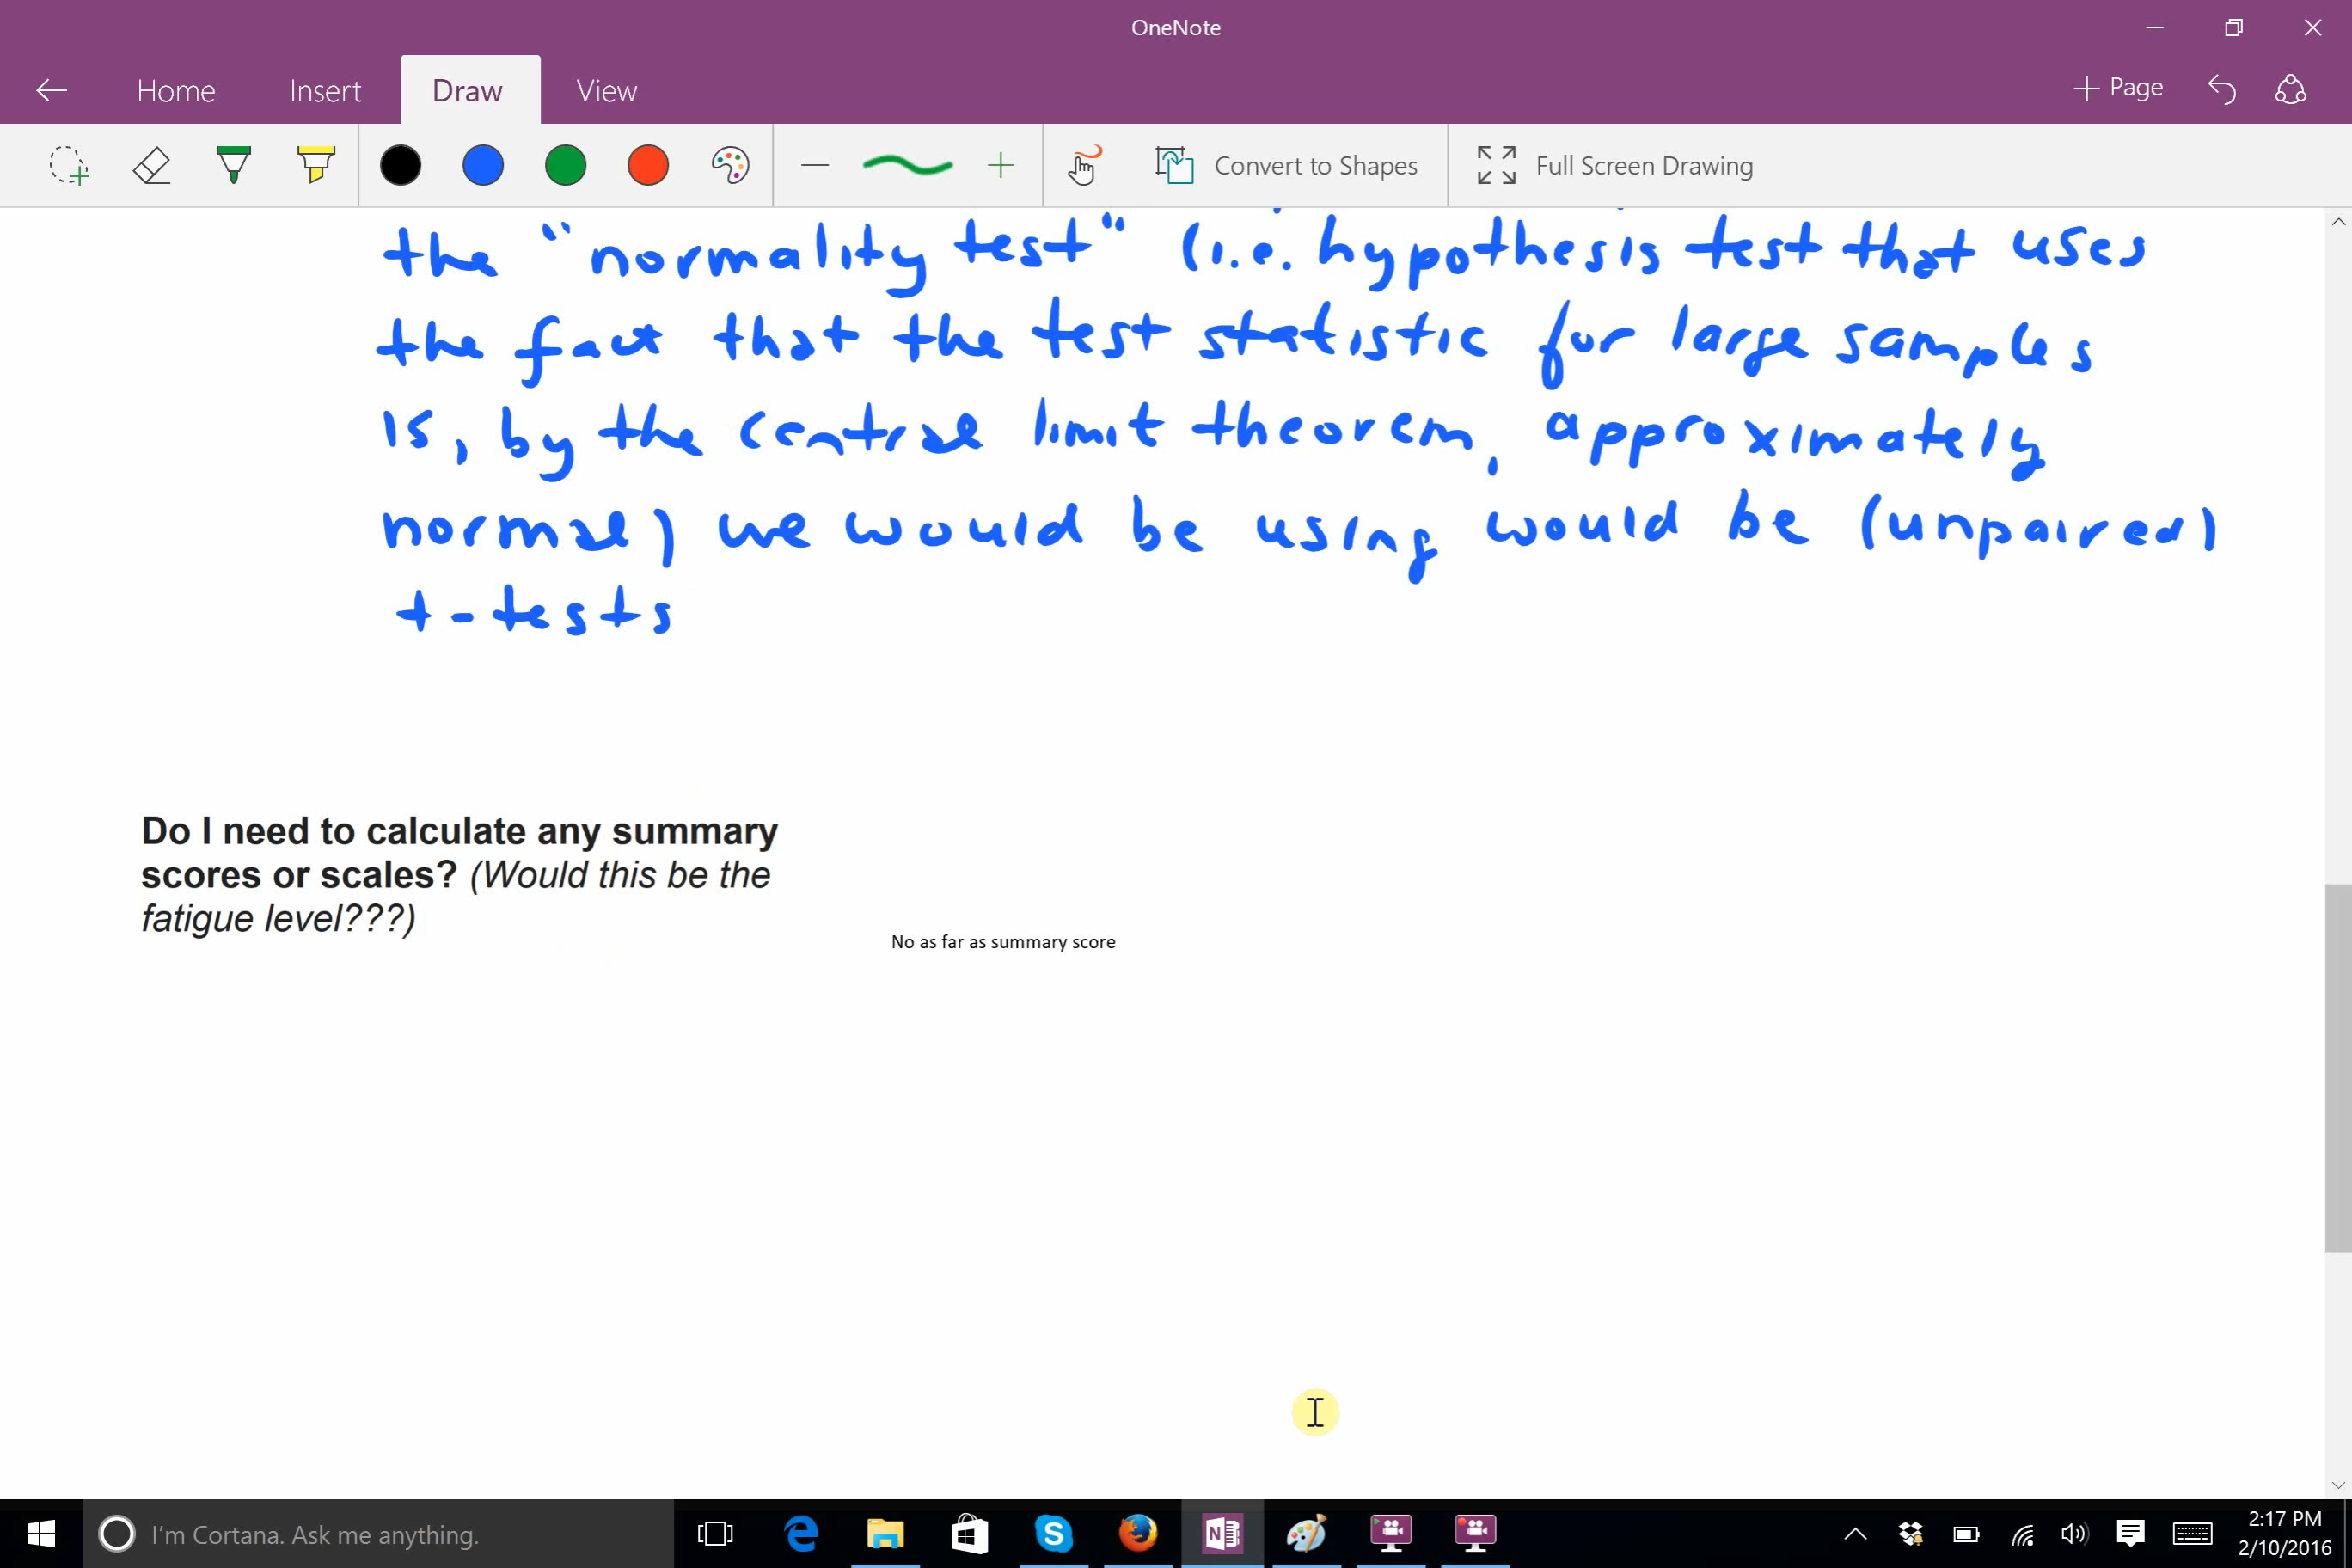 OneNote
Home Insert Draw View + Page
Convert to Shapes Full Screen Drawing
the "normality test" (i.e. hypothesis test that uses
the fact that the test statistic for large samples
is, by the central limit theorem, approximately
normal) we would be using would be (unpaired)
t-tests
Do I need to calculate any summary
scores or scales? (Would this be the
fatigue level???)
No as far as summary score
I'm Cortana. Ask me anything.
2:17 PM
2/10/2016